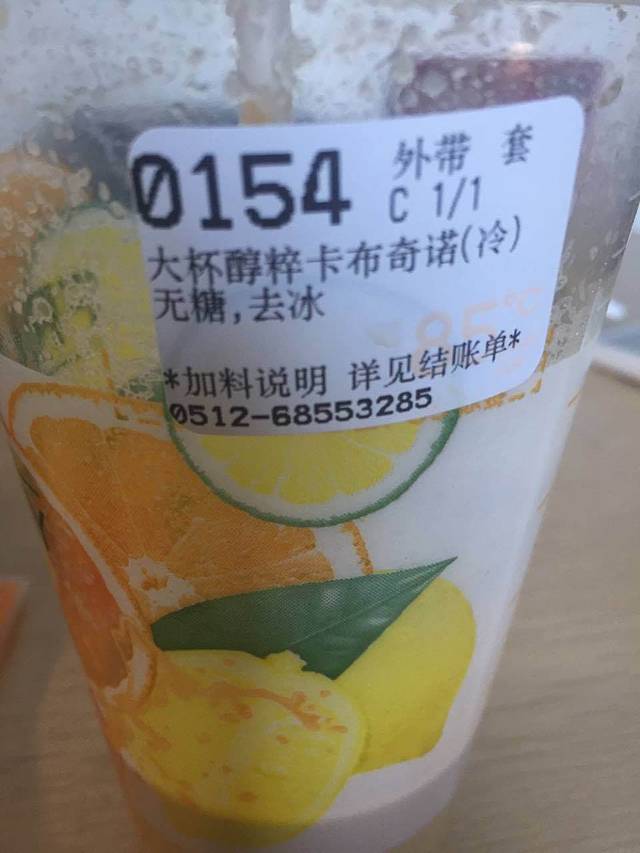 0154 外带 套
C 1/1
大杯醇粹卡布奇诺(冷)
无糖,去冰
85℃
*加料说明 详见结账单*
0512-68553285